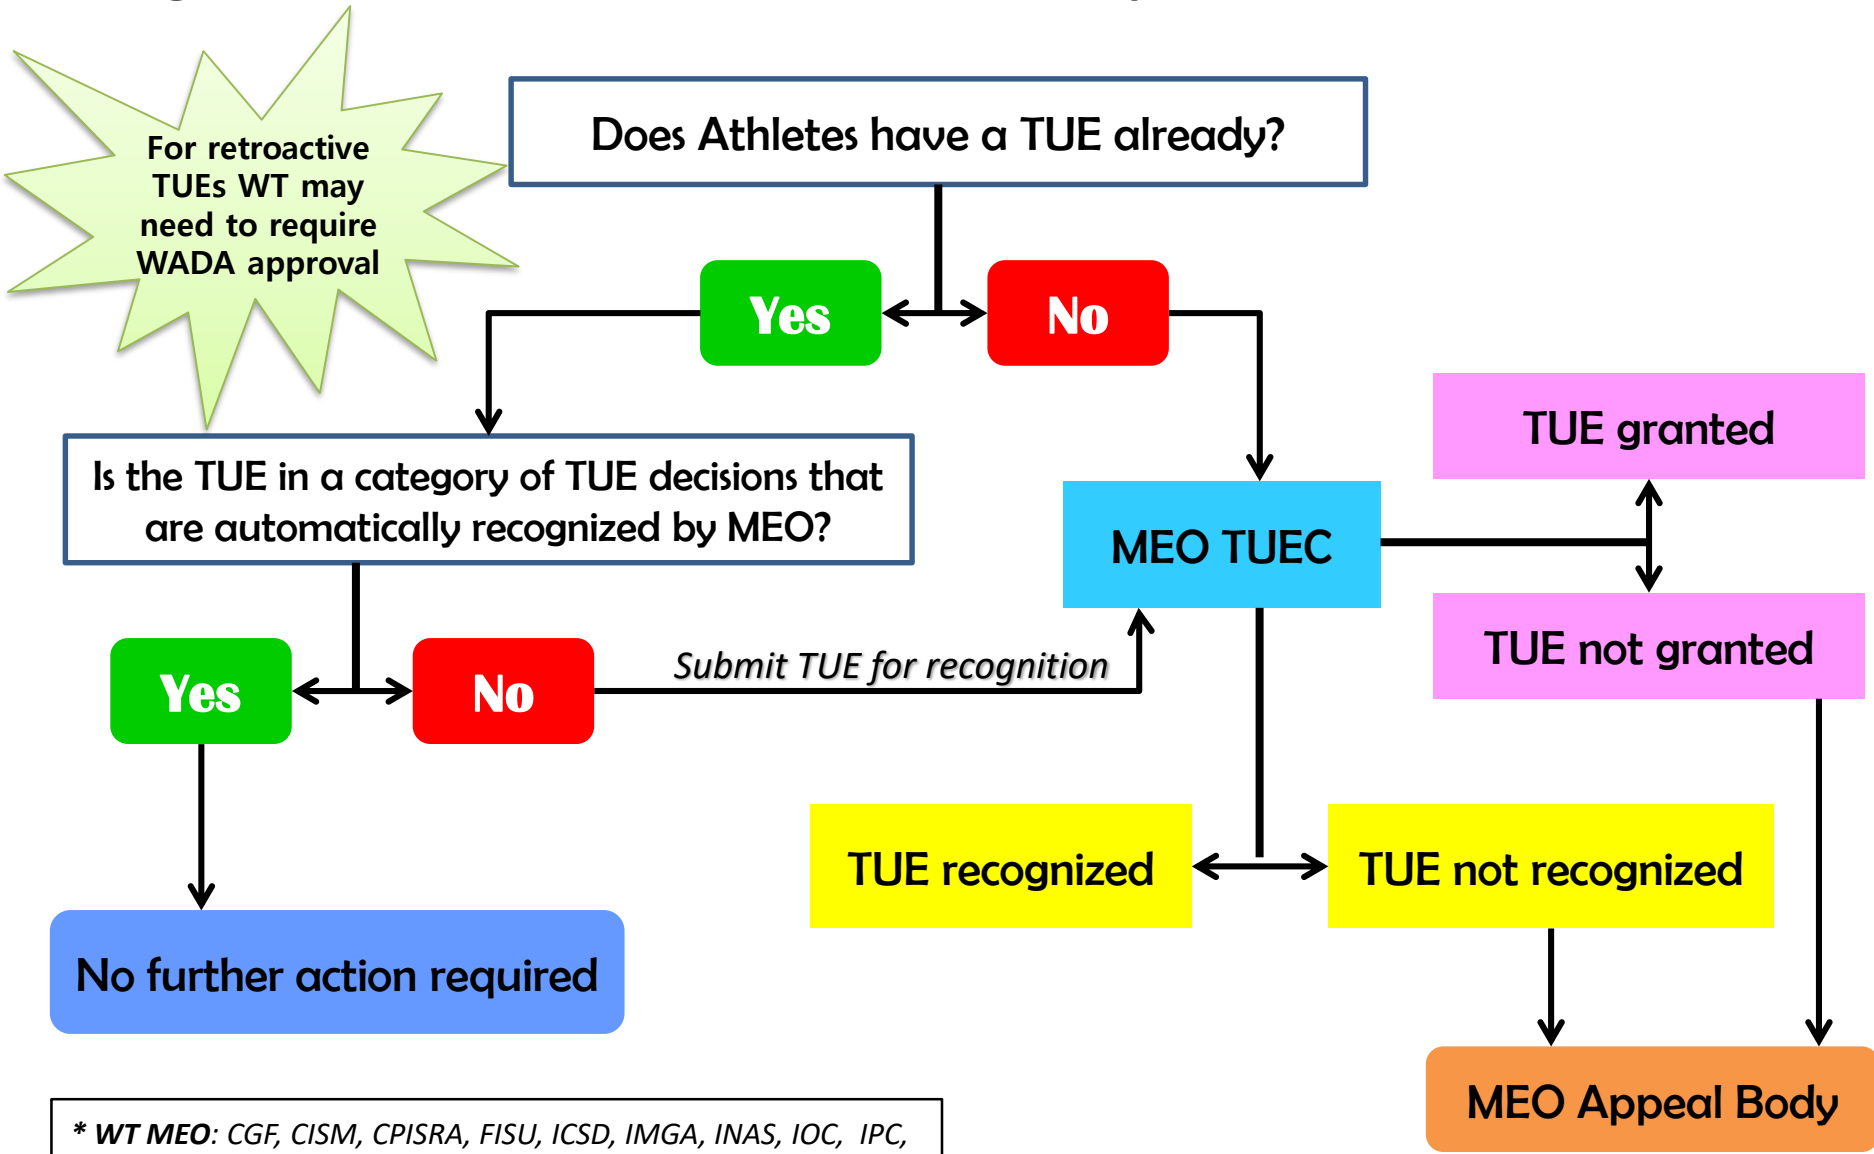 For retroactive
TUEs WT may
need to require
WADA approval
Does Athletes have a TUE already?
Yes
No
TUE granted
Is the TUE in a category of TUE decisions that
are automatically recognized by MEO?
MEO TUEC
TUE not granted
Yes
No
Submit TUE for recognition
TUE recognized
TUE not recognized
No further action required
MEO Appeal Body
* WT MEO: CGF, CISM, CPISRA, FISU, ICSD, IMGA, INAS, IOC, IPC,